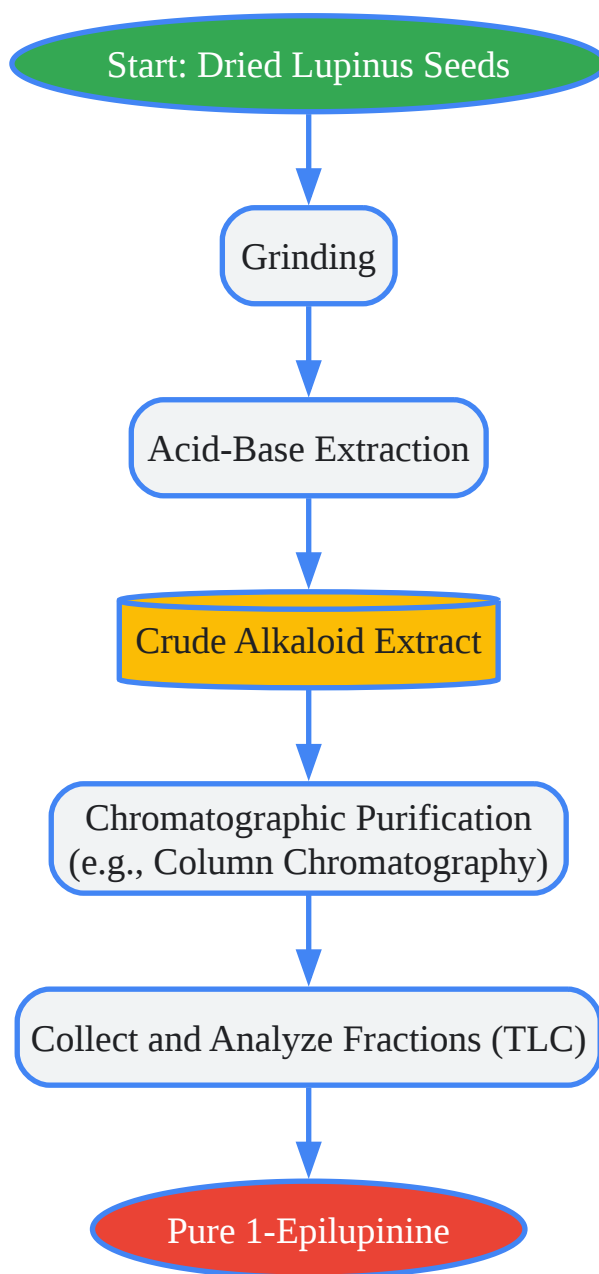 Start: Dried Lupinus Seeds
Grinding
Acid-Base Extraction
Crude Alkaloid Extract
Chromatographic Purification
(e.g., Column Chromatography)
Collect and Analyze Fractions (TLC)
Pure 1-Epilupinine